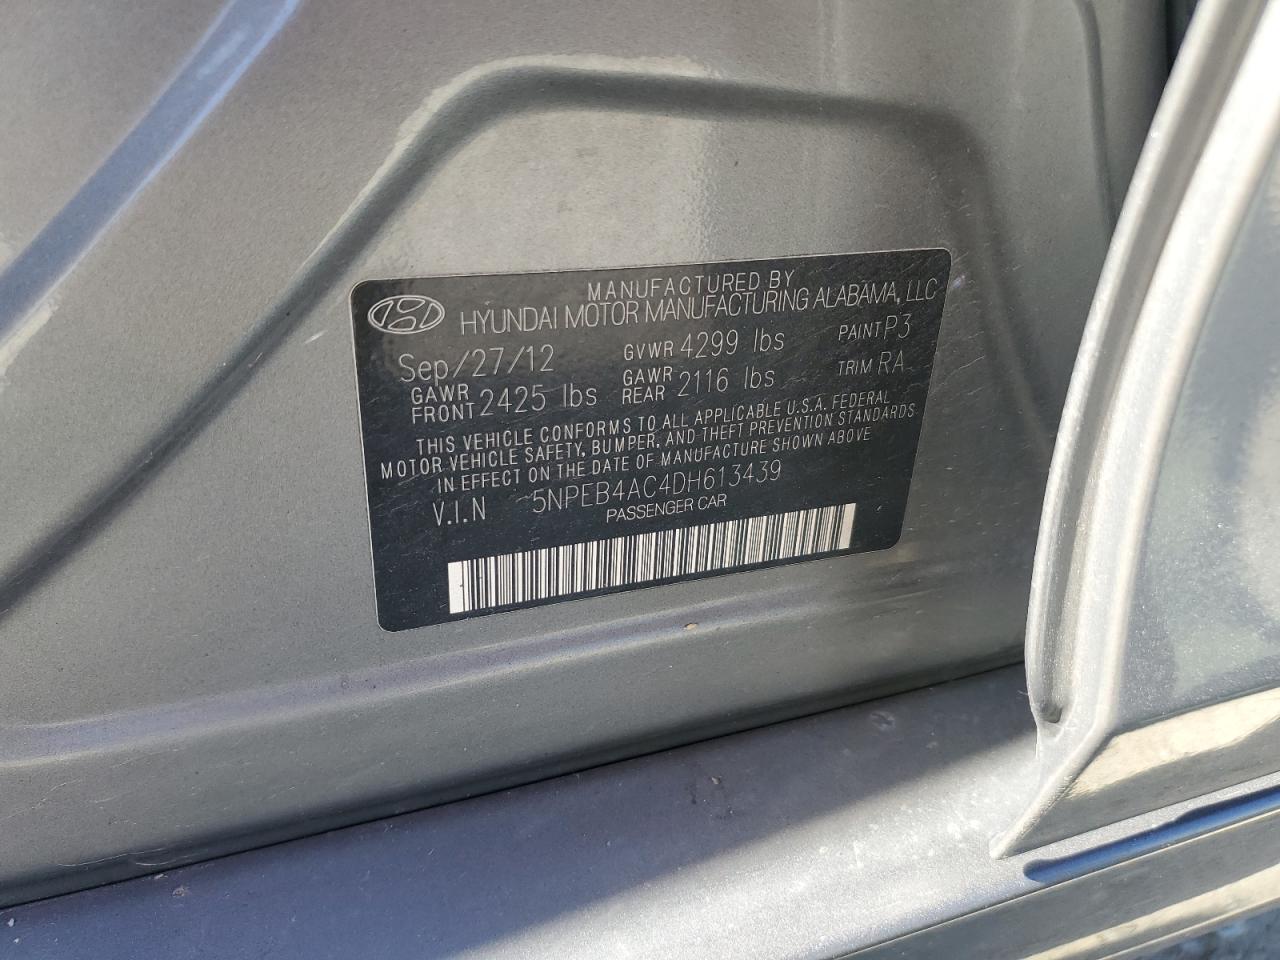 MANUFACTURED BY
HYUNDAI MOTOR MANUFACTURING ALABAMA, LLC
Sep/27/12 GVWR 4299 lbs PAINT P3
GAWR FRONT 2425 lbs GAWR REAR 2116 lbs TRIM RA
THIS VEHICLE CONFORMS TO ALL APPLICABLE U.S.A. FEDERAL
MOTOR VEHICLE SAFETY, BUMPER, AND THEFT PREVENTION STANDARDS
IN EFFECT ON THE DATE OF MANUFACTURE SHOWN ABOVE
V.I.N 5NPEB4AC4DH613439
PASSENGER CAR